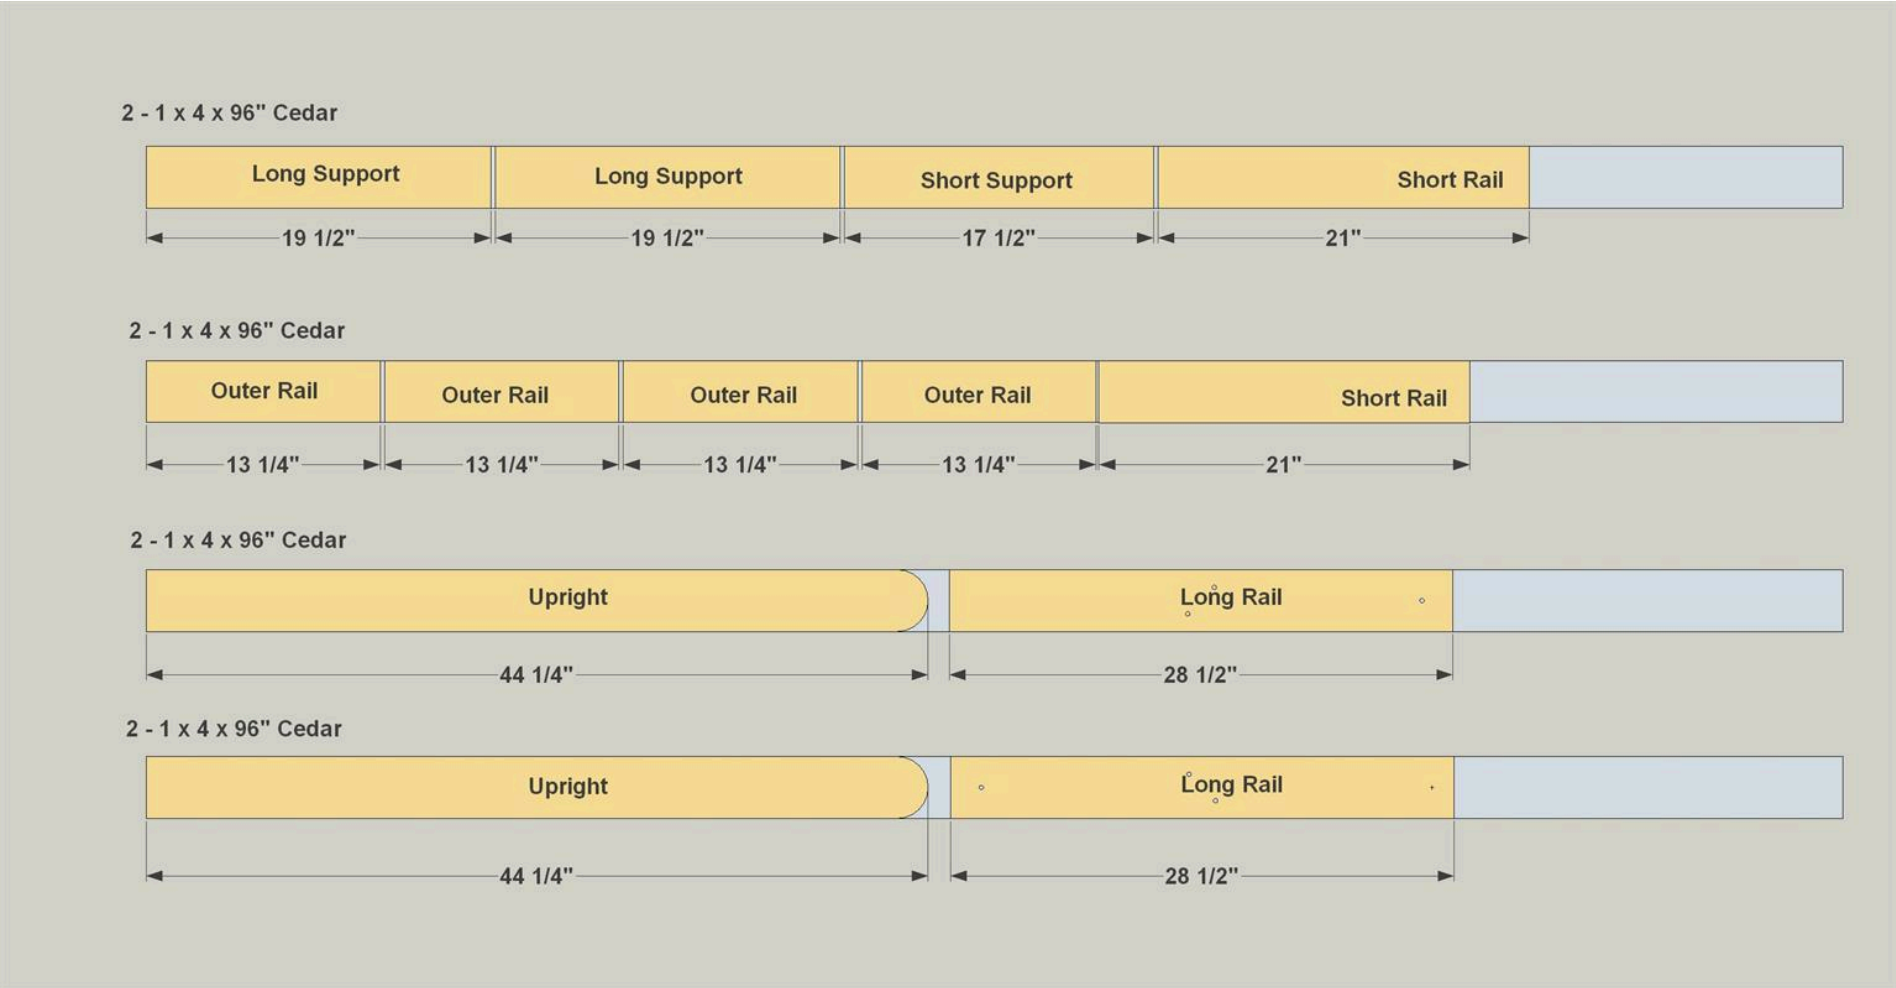 2 - 1 x 4 x 96" Cedar
Long Support Long Support Short Support Short Rail
19 1/2" 19 1/2" 17 1/2" 21"
2 - 1 x 4 x 96" Cedar
Outer Rail Outer Rail Outer Rail Outer Rail Short Rail
13 1/4" 13 1/4" 13 1/4" 13 1/4" 21"
2 - 1 x 4 x 96" Cedar
Upright Long Rail
44 1/4" 28 1/2"
2 - 1 x 4 x 96" Cedar
Upright Long Rail
44 1/4" 28 1/2"